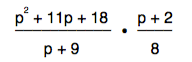 p² + 11p + 18 / p + 9 • p + 2 / 8